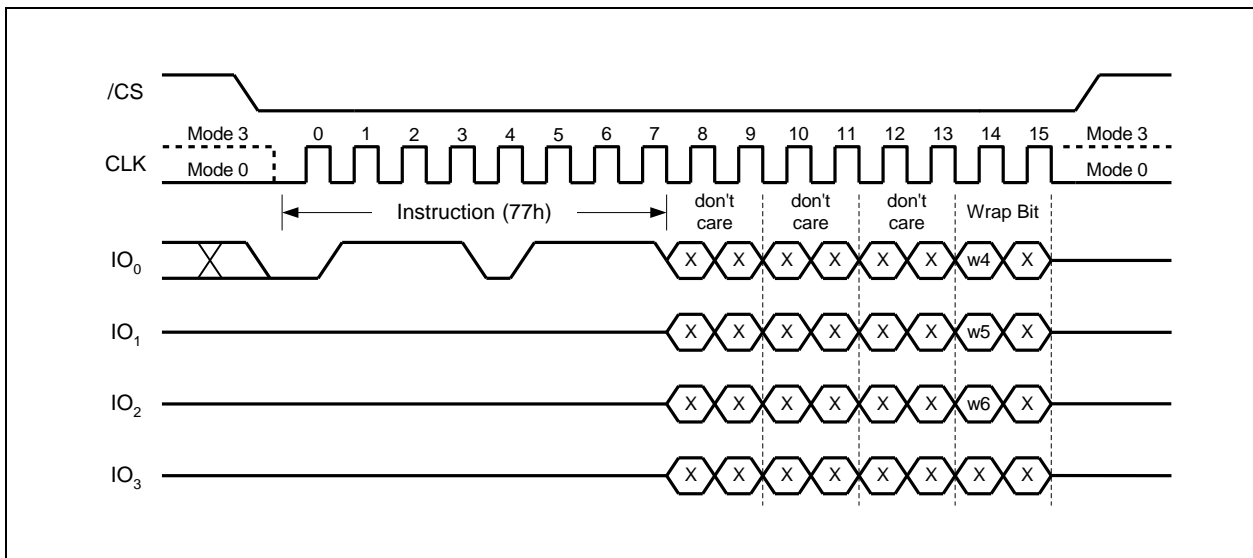 /CS
Mode 3 0 1 2 3 4 5 6 7 8 9 10 11 12 13 14 15 Mode 3
CLK
Mode 0 Mode 0
Instruction (77h)
don't care
don't care
don't care
Wrap Bit
IO0 X X X X X X w4 X
IO1 X X X X X X w5 X
IO2 X X X X X X w6 X
IO3 X X X X X X X X